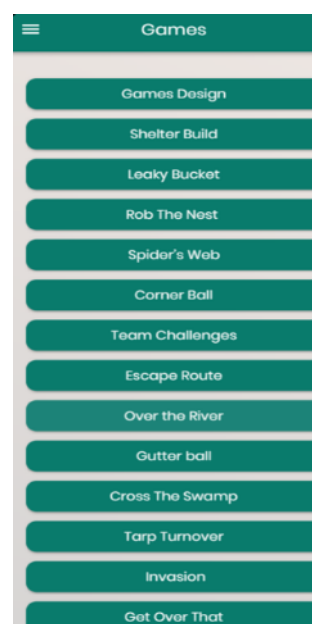 Games
Games Design
Shelter Build
Leaky Bucket
Rob The Nest
Spider's Web
Corner Ball
Team Challenges
Escape Route
Over the River
Gutter ball
Cross The Swamp
Tarp Turnover
Invasion
Get Over That